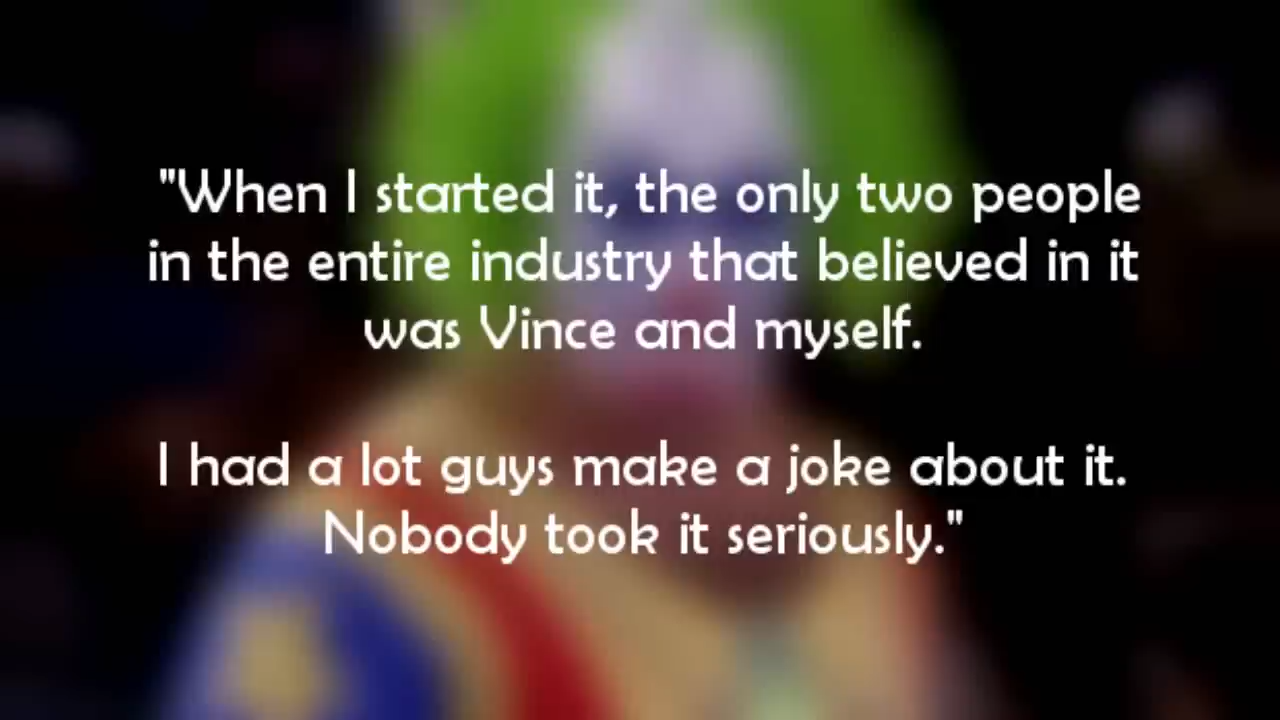 "When I started it, the only two people
in the entire industry that believed in it
was Vince and myself.
I had a lot guys make a joke about it.
Nobody took it seriously."